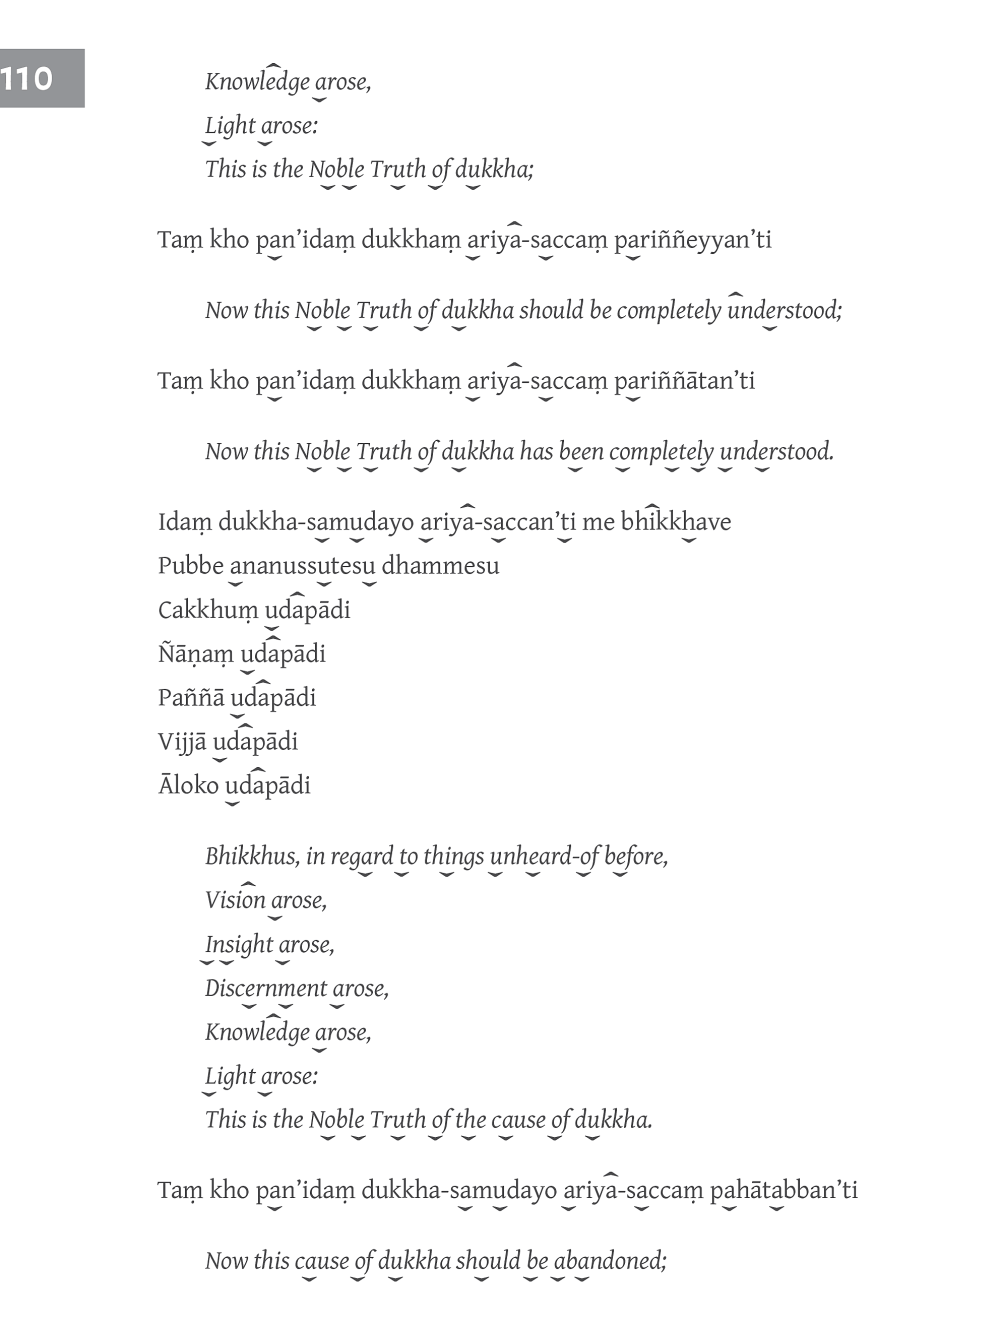 110
Knowledge arose,
Light arose:
This is the Noble Truth of dukkha;
Taṃ kho pan’idaṃ dukkhaṃ ariya-saccaṃ pariññeyyan’ti
Now this Noble Truth of dukkha should be completely understood;
Taṃ kho pan’idaṃ dukkhaṃ ariya-saccaṃ pariññātan’ti
Now this Noble Truth of dukkha has been completely understood.
Idaṃ dukkha-samudayo ariya-saccan’ti me bhikkhave
Pubbe ananussutesu dhammesu
Cakkhuṃ udapādi
Ñāṇaṃ udapādi
Paññā udapādi
Vijjā udapādi
Āloko udapādi
Bhikkhus, in regard to things unheard-of before,
Vision arose,
Insight arose,
Discernment arose,
Knowledge arose,
Light arose:
This is the Noble Truth of the cause of dukkha.
Taṃ kho pan’idaṃ dukkha-samudayo ariya-saccaṃ pahātabban’ti
Now this cause of dukkha should be abandoned;